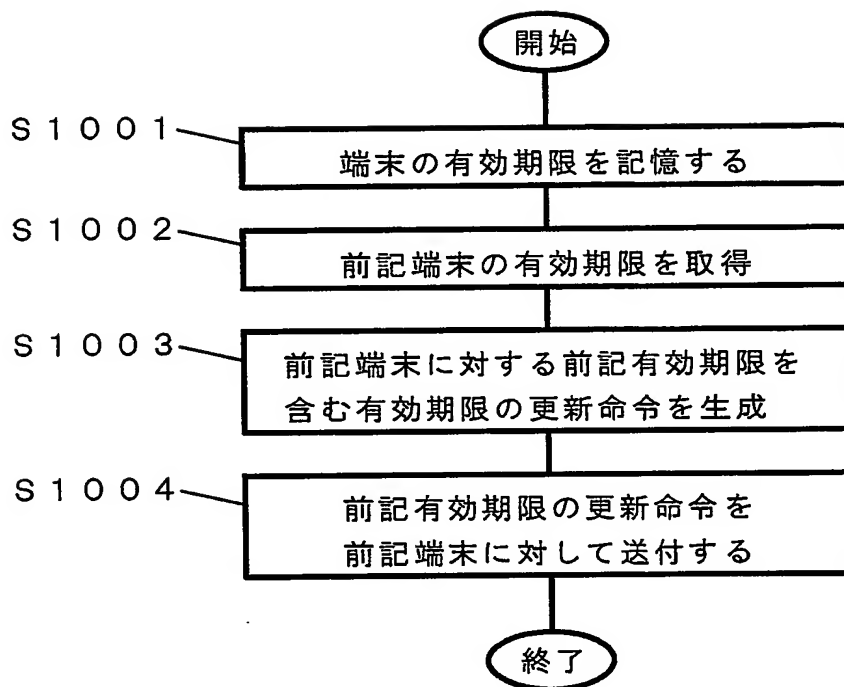 開始
S1001
端末の有効期限を記憶する
S1002
前記端末の有効期限を取得
S1003
前記端末に対する前記有効期限を
含む有効期限の更新命令を生成
S1004
前記有効期限の更新命令を
前記端末に対して送付する
終了